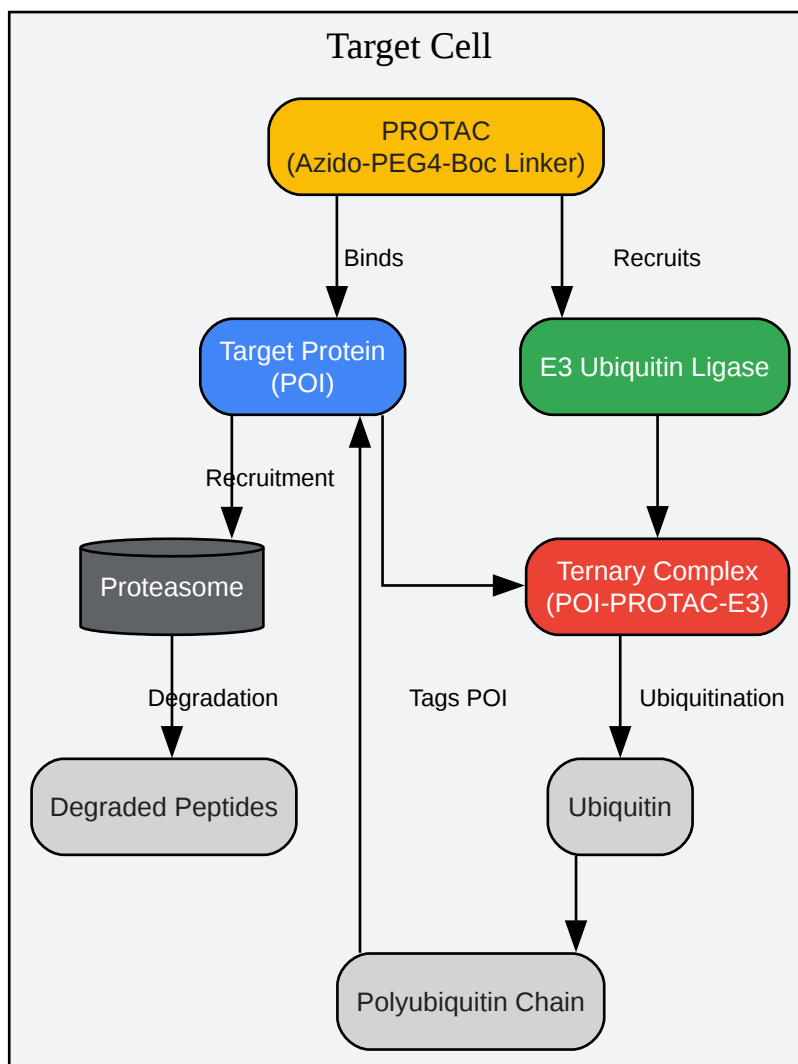 Target Cell
PROTAC
(Azido-PEG4-Boc Linker)
Binds
Recruits
Target Protein
(POI)
E3 Ubiquitin Ligase
Recruitment
Proteasome
Ternary Complex
(POI-PROTAC-E3)
Degradation
Tags POI
Ubiquitination
Degraded Peptides
Ubiquitin
Polyubiquitin Chain